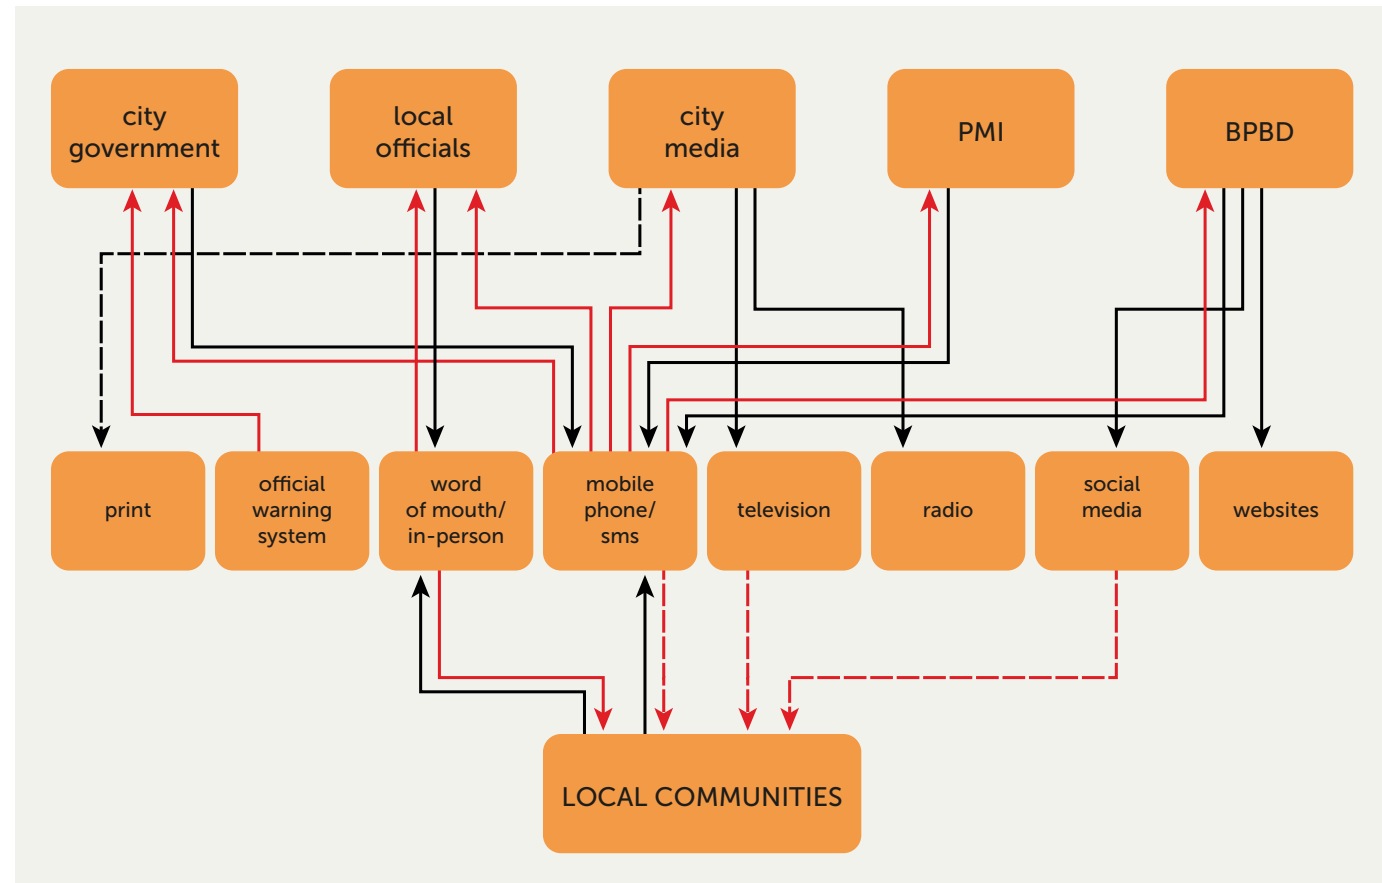 city
government
local
officials
city
media
PMI
BPBD
print
official
warning
system
word
of mouth/
in-person
mobile
phone/
sms
television
radio
social
media
websites
LOCAL COMMUNITIES